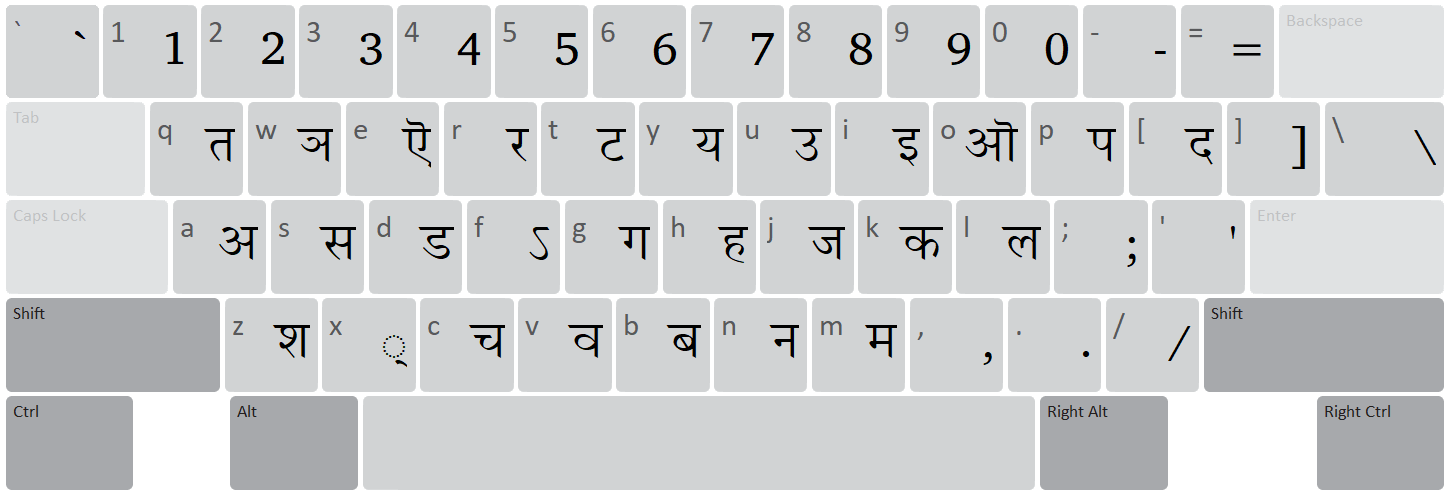 ` ` 1 1 2 2 3 3 4 4 5 5 6 6 7 7 8 8 9 9 0 0 - - = = Backspace
Tab q त w ञ e ऎ r र t ट y य u उ i इ o ऒ p प [ द ] ] \ \
Caps Lock a अ s स d ड f ऽ g ग h ह j ज k क l ल ; ; ' ' Enter
Shift z श x ◌् c च v व b ब n न m म , , . . / / Shift
Ctrl Alt Right Alt Right Ctrl